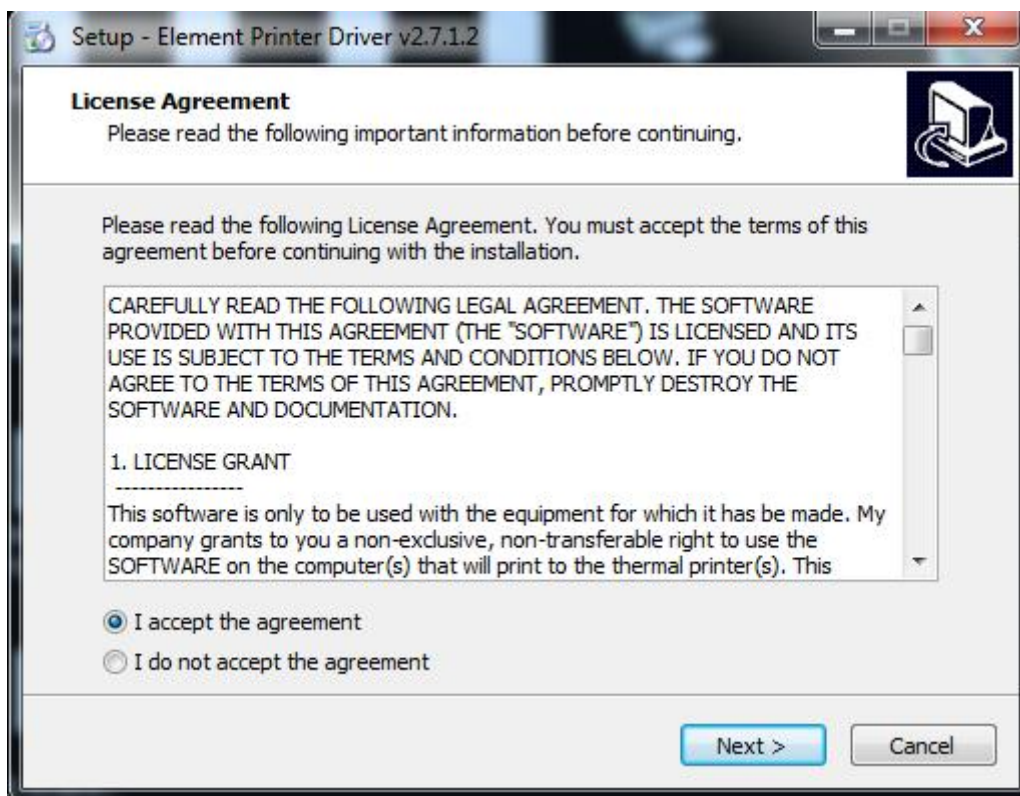 Setup - Element Printer Driver v2.7.1.2
License Agreement
Please read the following important information before continuing.
Please read the following License Agreement. You must accept the terms of this
agreement before continuing with the installation.
CAREFULLY READ THE FOLLOWING LEGAL AGREEMENT. THE SOFTWARE
PROVIDED WITH THIS AGREEMENT (THE "SOFTWARE") IS LICENSED AND ITS
USE IS SUBJECT TO THE TERMS AND CONDITIONS BELOW. IF YOU DO NOT
AGREE TO THE TERMS OF THIS AGREEMENT, PROMPTLY DESTROY THE
SOFTWARE AND DOCUMENTATION.
1. LICENSE GRANT
----------------
This software is only to be used with the equipment for which it has be made. My
company grants to you a non-exclusive, non-transferable right to use the
SOFTWARE on the computer(s) that will print to the thermal printer(s). This
I accept the agreement
I do not accept the agreement
Next >
Cancel